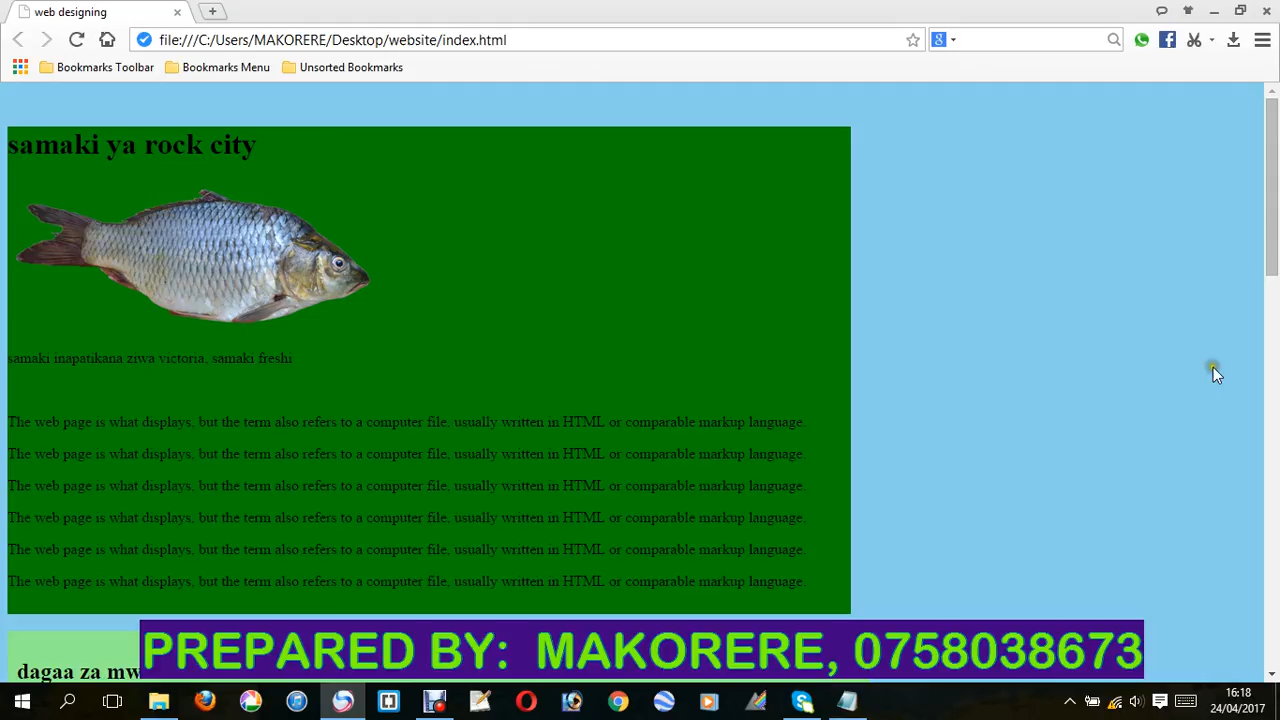 web designing
file:///C:/Users/MAKORERE/Desktop/website/index.html
Bookmarks Toolbar
Bookmarks Menu
Unsorted Bookmarks
samaki ya rock city
samaki inapatikana ziwa victoria, samaki freshi
The web page is what displays, but the term also refers to a computer file, usually written in HTML or comparable markup language.
The web page is what displays, but the term also refers to a computer file, usually written in HTML or comparable markup language.
The web page is what displays, but the term also refers to a computer file, usually written in HTML or comparable markup language.
The web page is what displays, but the term also refers to a computer file, usually written in HTML or comparable markup language.
The web page is what displays, but the term also refers to a computer file, usually written in HTML or comparable markup language.
The web page is what displays, but the term also refers to a computer file, usually written in HTML or comparable markup language.
dagaa za mw
PREPARED BY: MAKORERE, 0758038673
16:18
24/04/2017